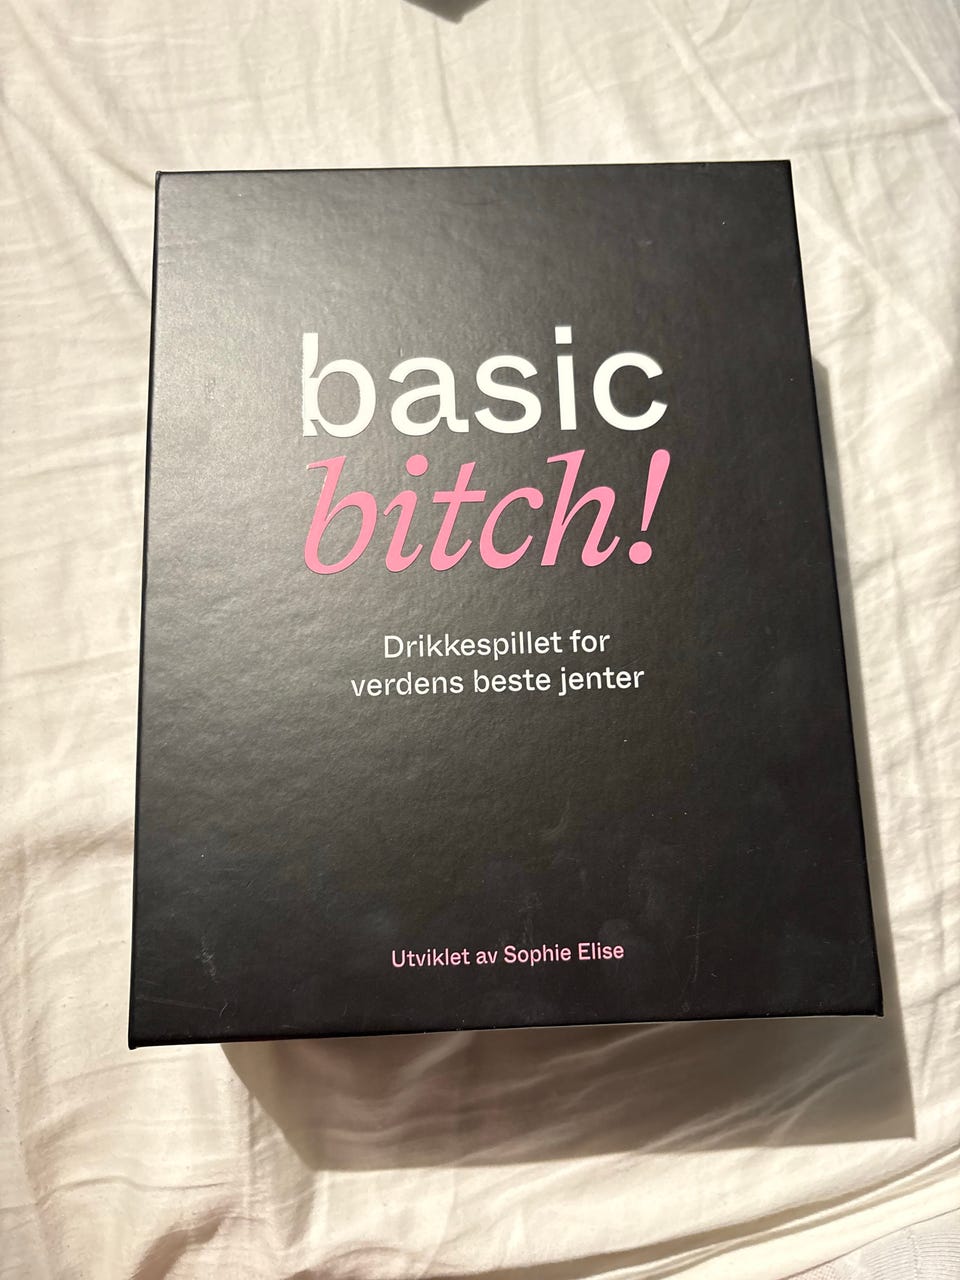 basic
bitch!
Drikkespillet for
verdens beste jenter
Utviklet av Sophie Elise